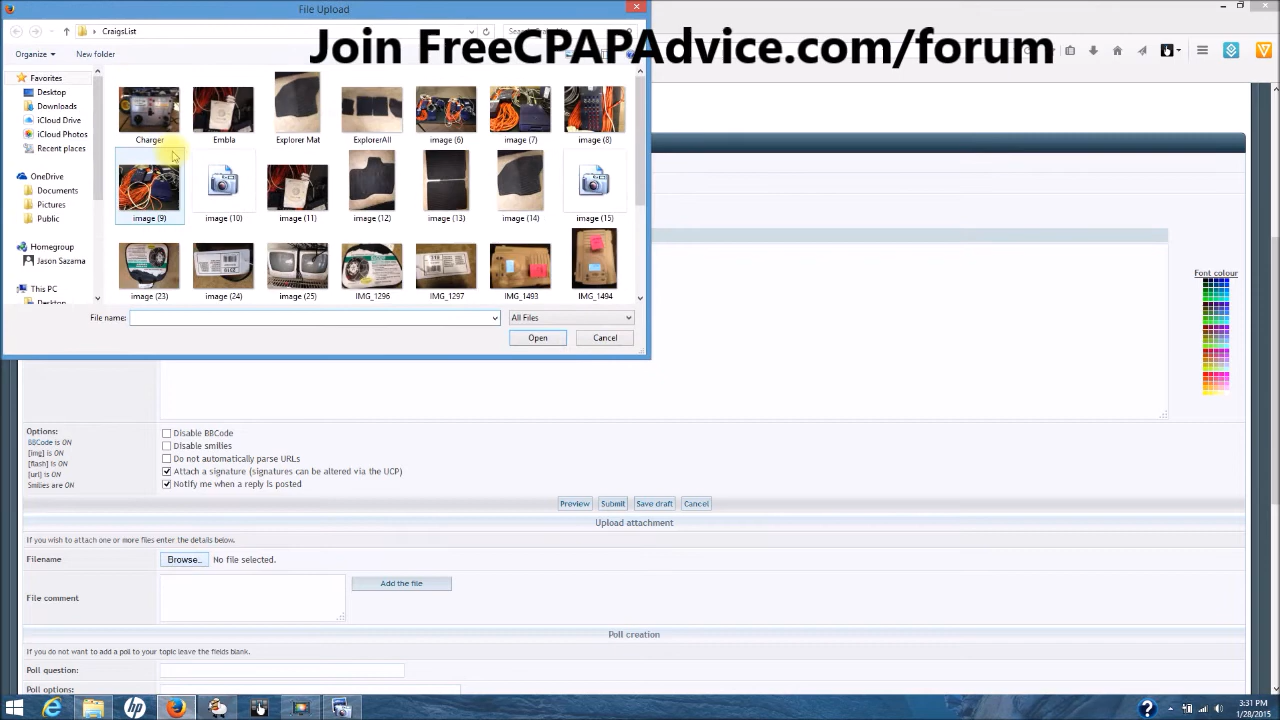 File Upload
CraigsList
Join FreeCPAPAdvice.com/forum
Organize
New folder
Favorites
Desktop
Downloads
iCloud Drive
iCloud Photos
Recent places
OneDrive
Documents
Pictures
Public
Homegroup
Jason Sazama
This PC
Desktop
Charger
Embla
Explorer Mat
ExplorerAll
image (6)
image (7)
image (8)
image (9)
image (10)
image (11)
image (12)
image (13)
image (14)
image (15)
image (23)
image (24)
image (25)
IMG_1296
IMG_1297
IMG_1493
IMG_1494
File name:
All Files
Open
Cancel
Font colour
Options:
BBCode is ON
[img] is ON
[flash] is ON
[url] is ON
Smilies are ON
Disable BBCode
Disable smilies
Do not automatically parse URLs
Attach a signature (signatures can be altered via the UCP)
Notify me when a reply is posted
Preview
Submit
Save draft
Cancel
Upload attachment
If you wish to attach one or more files enter the details below.
Filename
Browse..
No file selected.
File comment
Add the file
Poll creation
If you do not want to add a poll to your topic leave the fields blank.
Poll question:
Poll options:
3:31 PM
1/28/2015